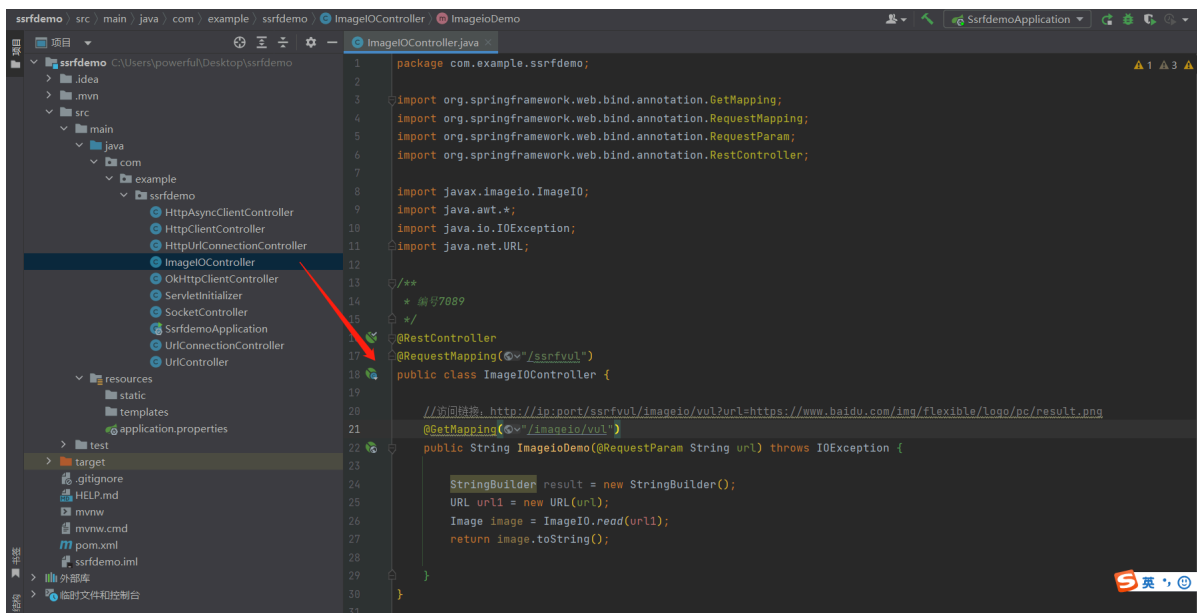 ssrfdemo 〉 src 〉 main 〉 java 〉 com 〉 example 〉 ssrfdemo 〉 ImageIOController 〉 ImageioDemo
SsrfdemoApplication
项目
ImageIOController.java
ssrfdemo C:\Users\powerful\Desktop\ssrfdemo
.idea
.mvn
src
main
java
com
example
ssrfdemo
HttpAsyncClientController
HttpClientController
HttpUrlConnectionController
ImageIOController
OkHttpClientController
ServletInitializer
SocketController
SsrfdemoApplication
UrlConnectionController
UrlController
resources
static
templates
application.properties
test
target
.gitignore
HELP.md
mvnw
mvnw.cmd
pom.xml
ssrfdemo.iml
外部库
临时文件和控制台
项目
书签
结构
1 package com.example.ssrfdemo;
2
3 import org.springframework.web.bind.annotation.GetMapping;
4 import org.springframework.web.bind.annotation.RequestMapping;
5 import org.springframework.web.bind.annotation.RequestParam;
6 import org.springframework.web.bind.annotation.RestController;
7
8 import javax.imageio.ImageIO;
9 import java.awt.*;
10 import java.io.IOException;
11 import java.net.URL;
12
13 /**
14 * 编号7089
15 */
16 @RestController
17 @RequestMapping("/ssrfvul")
18 public class ImageIOController {
19
20 //访问链接：http://ip:port/ssrfvul/imageio/vul?url=https://www.baidu.com/img/flexible/logo/pc/result.png
21 @GetMapping("/imageio/vul")
22 public String ImageioDemo(@RequestParam String url) throws IOException {
23
24 StringBuilder result = new StringBuilder();
25 URL url1 = new URL(url);
26 Image image = ImageIO.read(url1);
27 return image.toString();
28
29 }
30 }
31
1 3
英